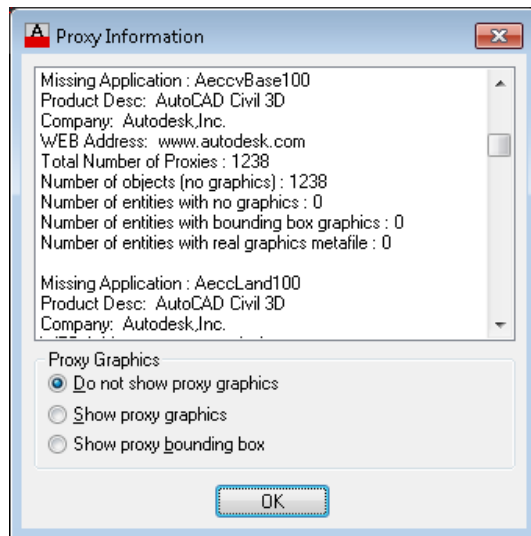 Proxy Information
Missing Application : AeccvBase100
Product Desc:  AutoCAD Civil 3D
Company:  Autodesk,Inc.
WEB Address:  www.autodesk.com
Total Number of Proxies : 1238
Number of objects (no graphics) : 1238
Number of entities with no graphics : 0
Number of entities with bounding box graphics : 0
Number of entities with real graphics metafile : 0
Missing Application : AeccLand100
Product Desc:  AutoCAD Civil 3D
Company:  Autodesk,Inc.
Proxy Graphics
Do not show proxy graphics
Show proxy graphics
Show proxy bounding box
OK